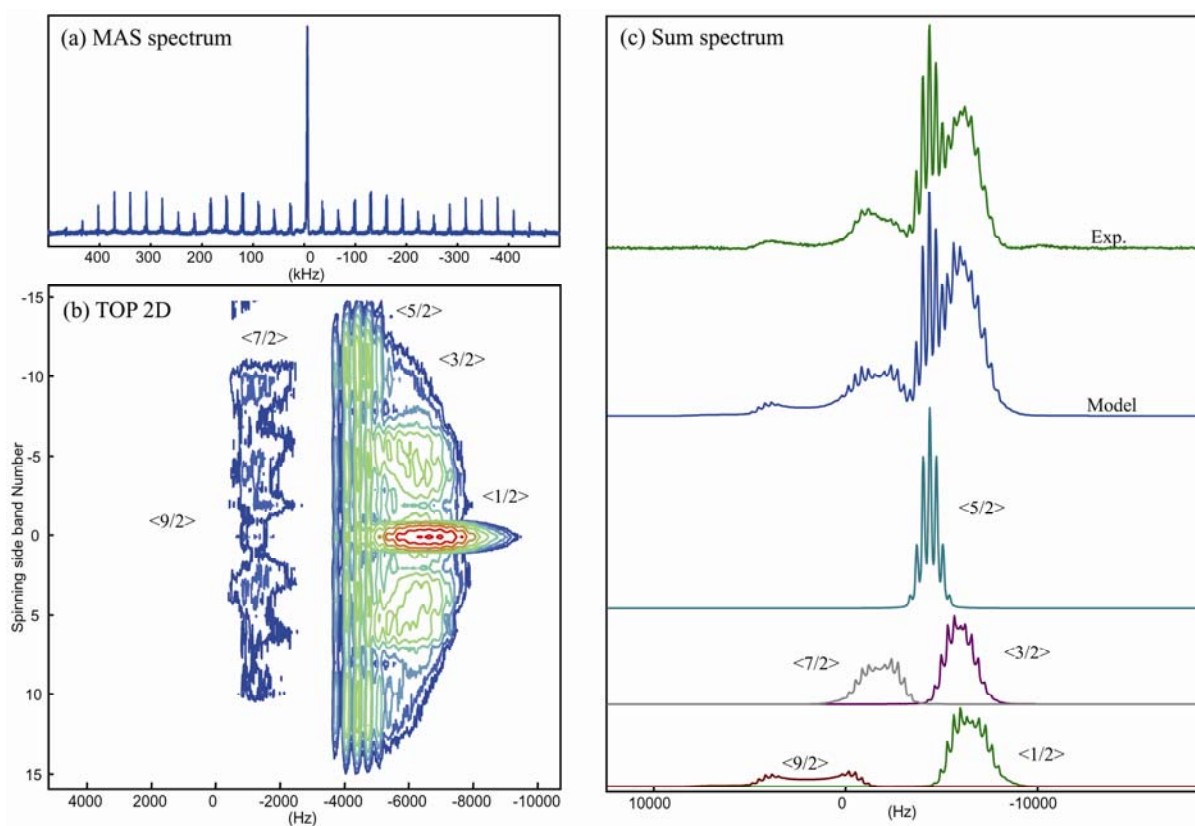 (a) MAS spectrum
400 300 200 100 0 -100 -200 -300 -400
(kHz)
(b) TOP 2D
<5/2>
<7/2>
<3/2>
<1/2>
<9/2>
Spinning side band Number
-15
-10
-5
0
5
10
15
4000 2000 0 -2000 -4000 -6000 -8000 -10000
(Hz)
(c) Sum spectrum
Exp.
Model
<5/2>
<7/2>
<3/2>
<9/2>
<1/2>
10000 0 -10000
(Hz)